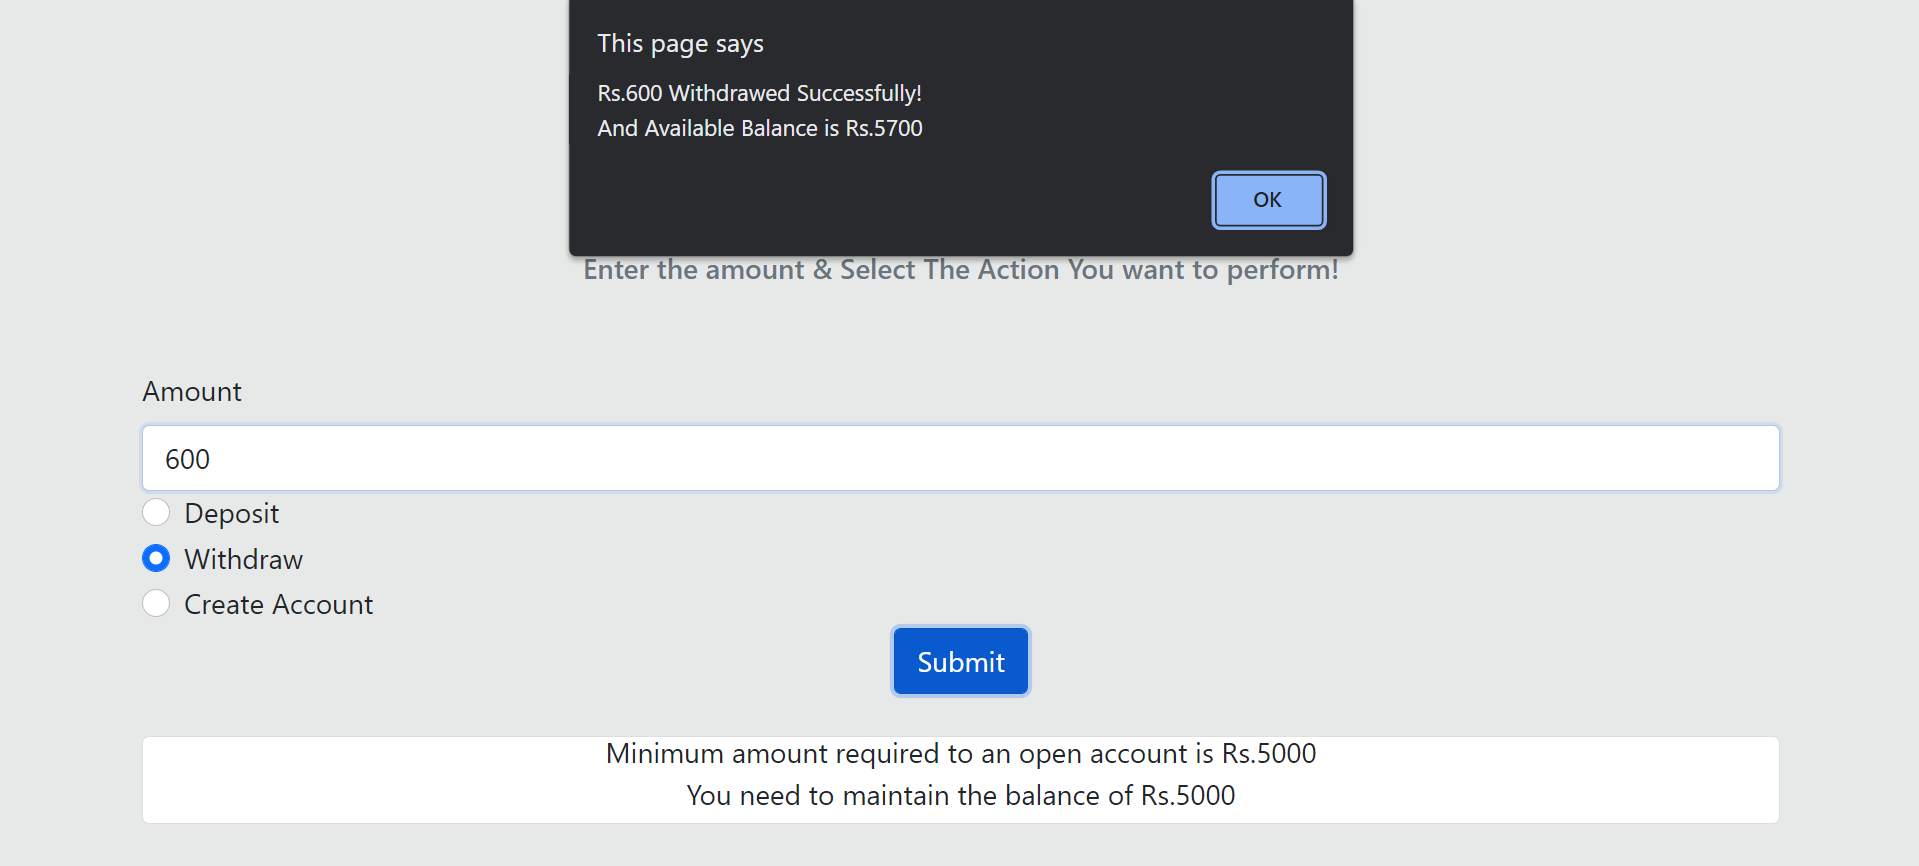 This page says
Rs.600 Withdrawed Successfully!
And Available Balance is Rs.5700
OK
Enter the amount & Select The Action You want to perform!
Amount
600
Deposit
Withdraw
Create Account
Submit
Minimum amount required to an open account is Rs.5000
You need to maintain the balance of Rs.5000